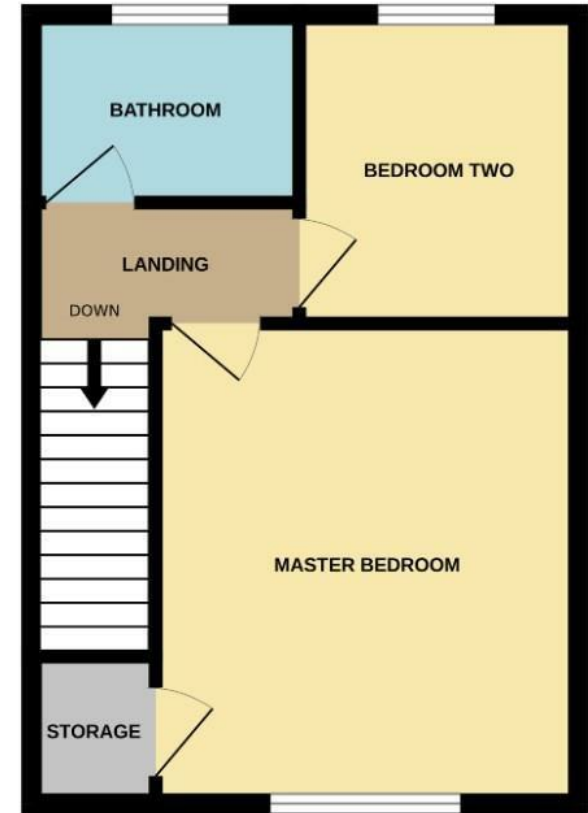 BATHROOM
BEDROOM TWO
LANDING
DOWN
MASTER BEDROOM
STORAGE